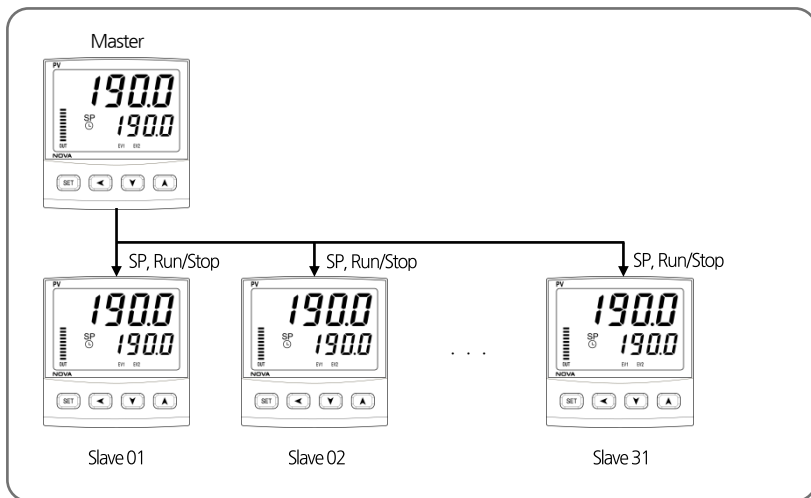 Master
PV
190.0
SP
190.0
OUT
EV1 EV2
NOVA
SET
SP, Run/Stop
SP, Run/Stop
SP, Run/Stop
PV
190.0
SP
190.0
OUT
EV1 EV2
NOVA
SET
PV
190.0
SP
190.0
OUT
EV1 EV2
NOVA
SET
. . .
PV
190.0
SP
190.0
OUT
EV1 EV2
NOVA
SET
Slave 01
Slave 02
Slave 31